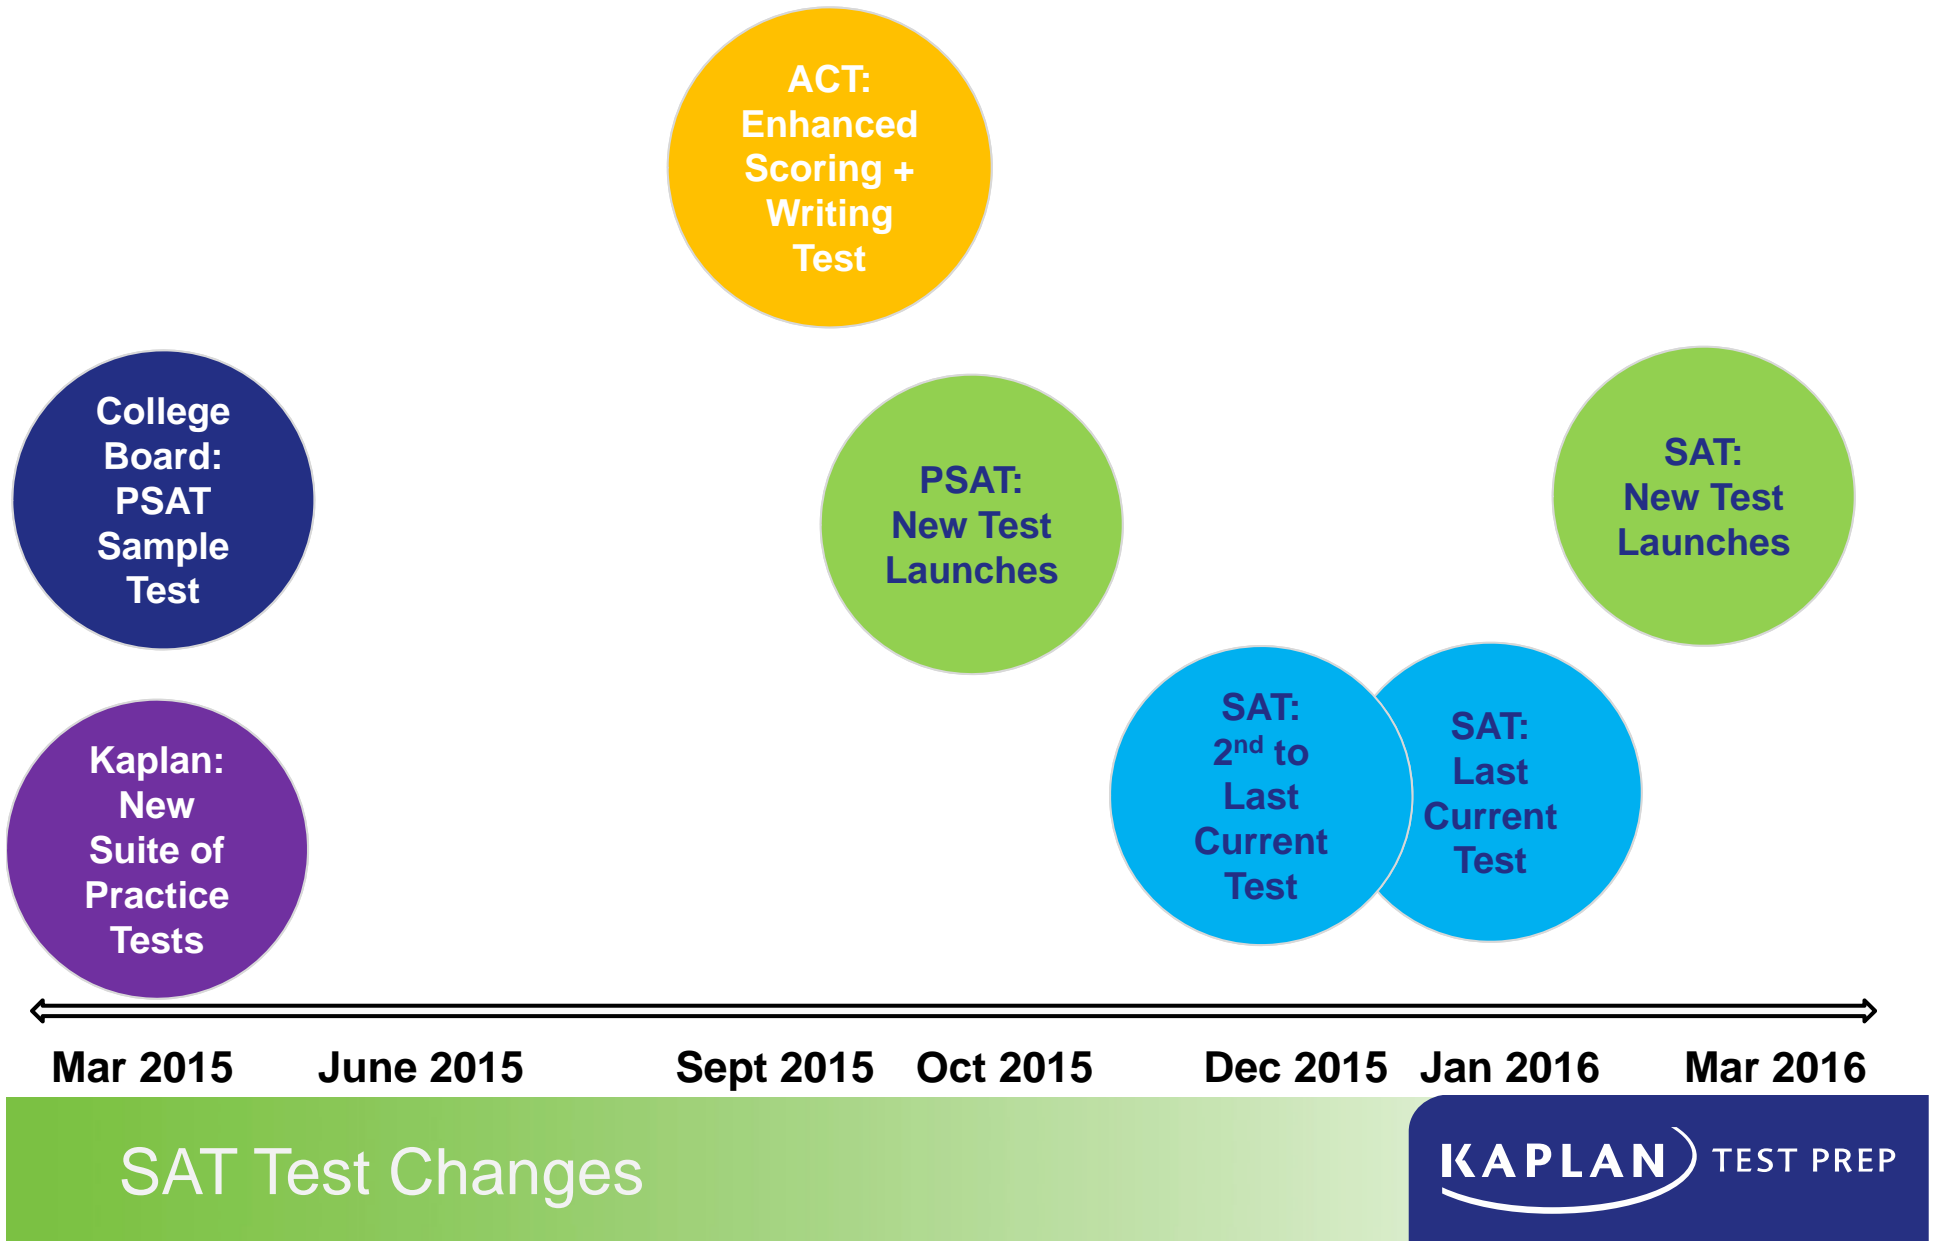 ACT:
Enhanced
Scoring +
Writing
Test
College
Board:
PSAT
Sample
Test
PSAT:
New Test
Launches
SAT:
New Test
Launches
Kaplan:
New
Suite of
Practice
Tests
SAT:
2nd to
Last
Current
Test
SAT:
Last
Current
Test
Mar 2015 June 2015 Sept 2015 Oct 2015 Dec 2015 Jan 2016 Mar 2016
SAT Test Changes
KAPLAN TEST PREP